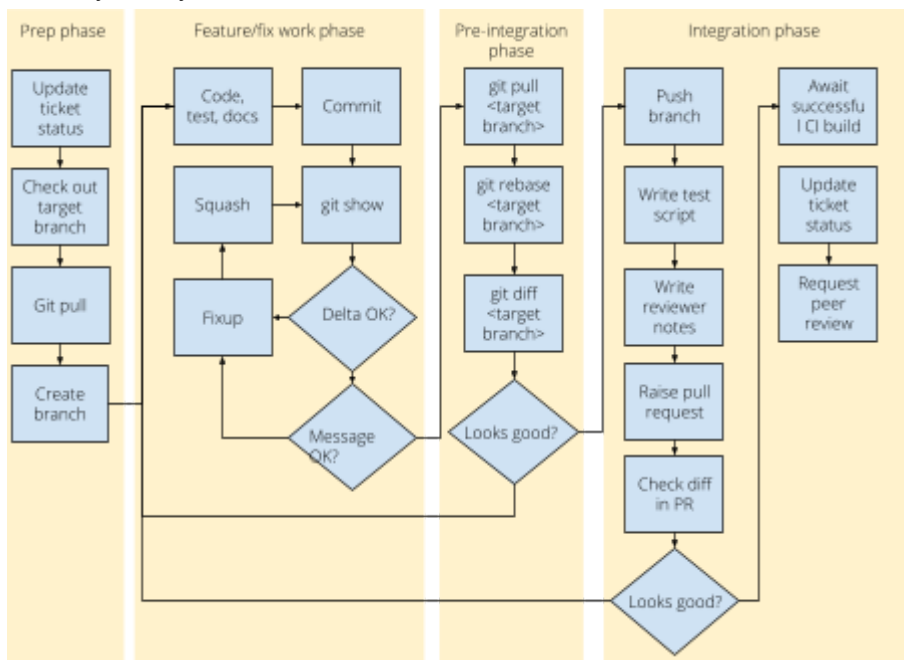 Prep phase
Update
ticket
status
Check out
target
branch
Git pull
Create
branch
Feature/fix work phase
Code,
test, docs
Commit
Squash
git show
Fixup
Delta OK?
Message
OK?
Pre-integration
phase
git pull
<target
branch>
git rebase
<target
branch>
git diff
<target
branch>
Looks good?
Integration phase
Push
branch
Write test
script
Write
reviewer
notes
Raise pull
request
Check diff
in PR
Looks good?
Await
successfu
l CI build
Update
ticket
status
Request
peer
review